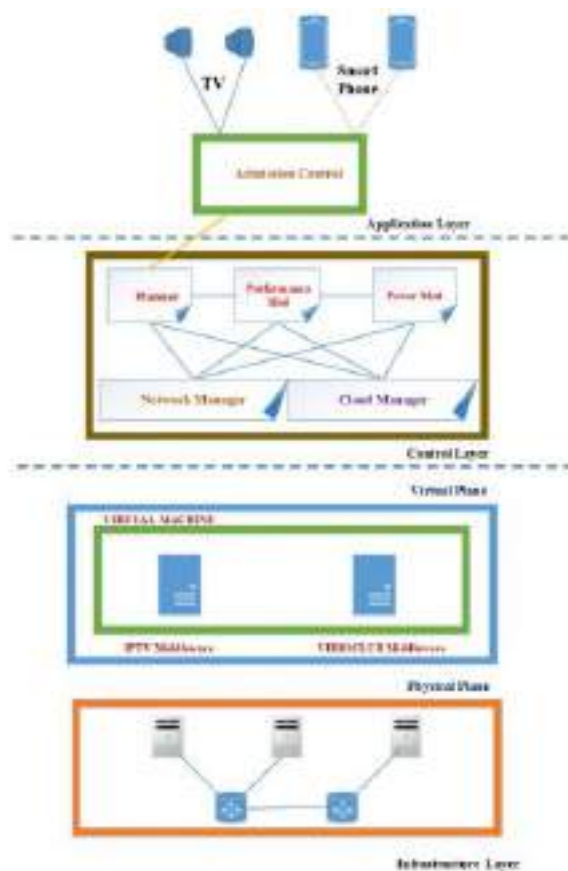 TV
Smart
Phone
Admission Control
Application Layer
Planner
Performance
Mod
Power Mod
Network Manager
Cloud Manager
Control Layer
Virtual Plane
VIRTUAL MACHINE
IPTV Middleware
Middleware
Physical Plane
Infrastructure Layer